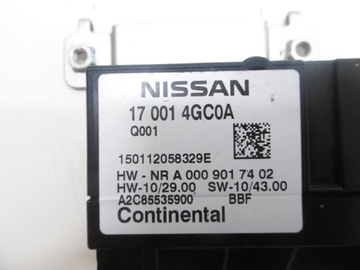 NISSAN
17 001 4GC0A
Q001
150112058329E
HW - NR A 000 901 74 02
HW-10/29.00 SW-10/43.00
A2C85535900 BBF
Continental